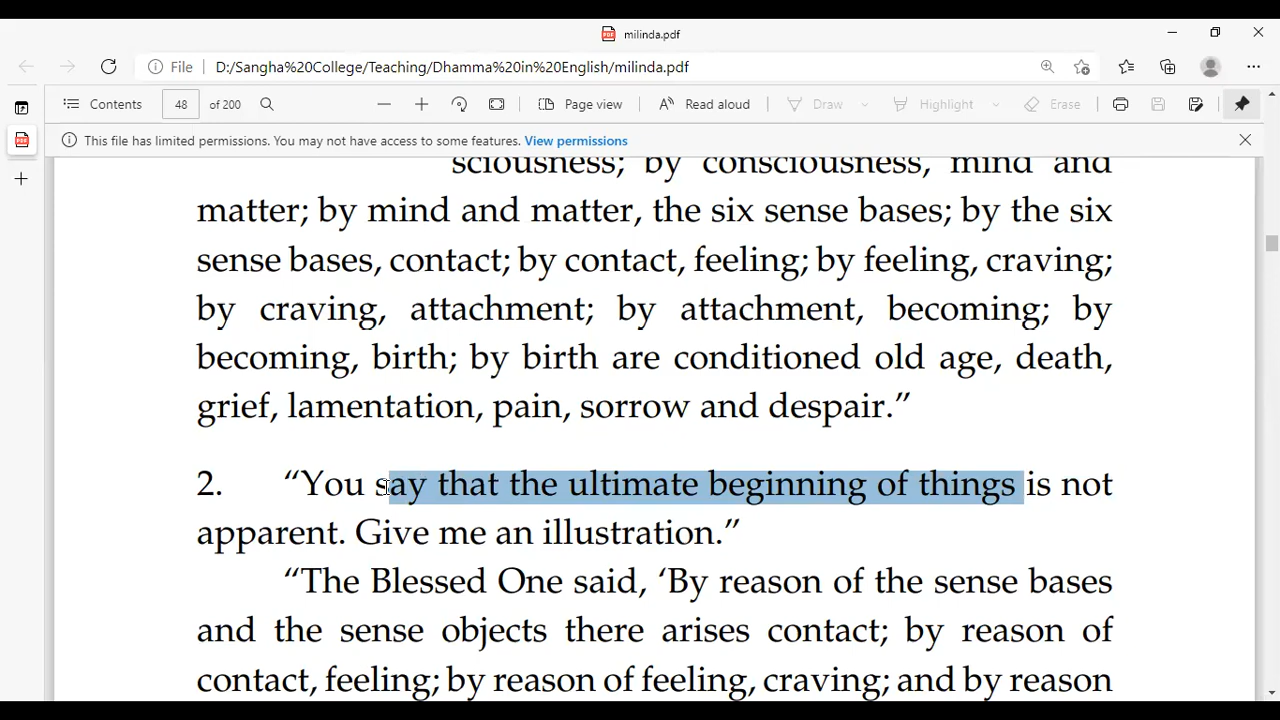 milinda.pdf
File D:/Sangha%20College/Teaching/Dhamma%20in%20English/milinda.pdf
Contents 48 of 200 Page view Read aloud Draw Highlight Erase
This file has limited permissions. You may not have access to some features. View permissions
sciousness; by consciousness, mind and
matter; by mind and matter, the six sense bases; by the six
sense bases, contact; by contact, feeling; by feeling, craving;
by craving, attachment; by attachment, becoming; by
becoming, birth; by birth are conditioned old age, death,
grief, lamentation, pain, sorrow and despair.”
2. “You say that the ultimate beginning of things is not
apparent. Give me an illustration.”
“The Blessed One said, ‘By reason of the sense bases
and the sense objects there arises contact; by reason of
contact, feeling; by reason of feeling, craving; and by reason